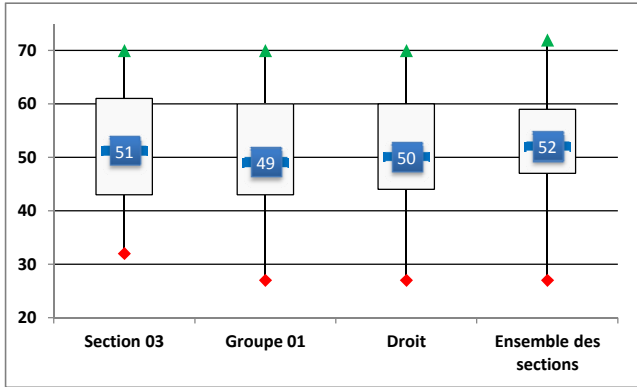 70
60
50
40
30
20
51
49
50
52
Section 03
Groupe 01
Droit
Ensemble des
sections